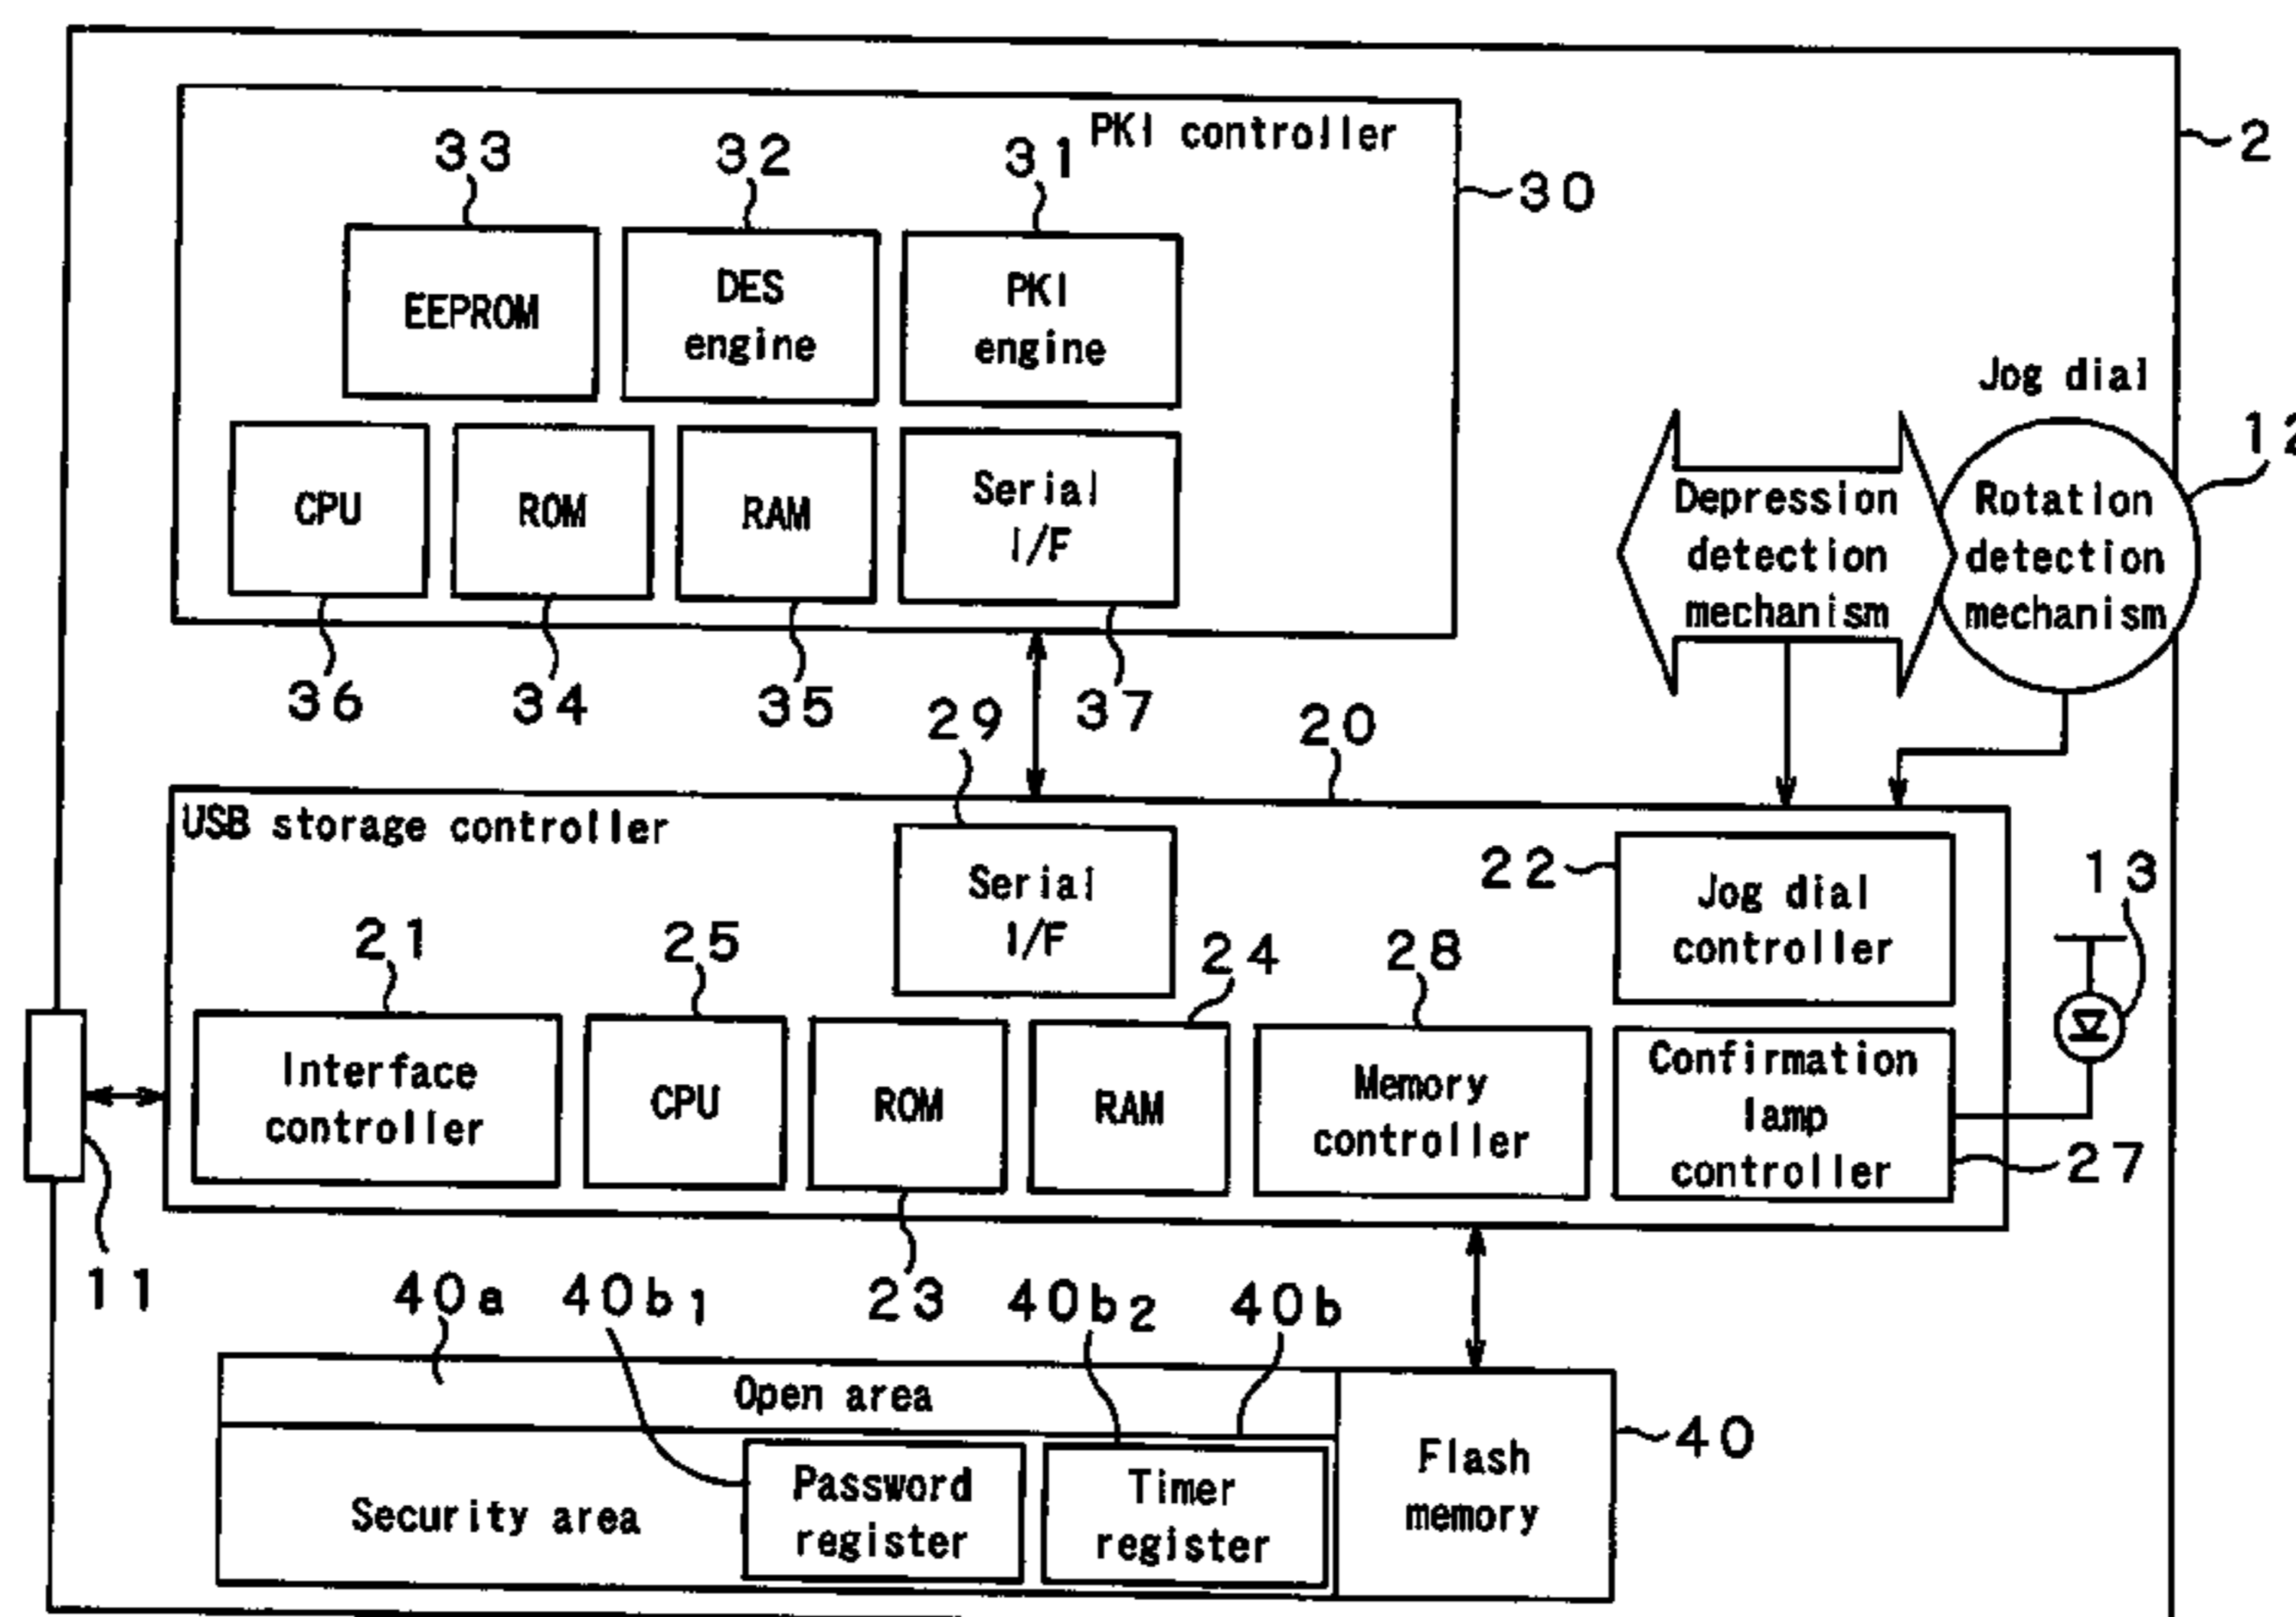 PKI controller
33
32
31
2
30
EEPROM
DES
engine
PKI
engine
Jog dial
12
CPU
ROM
RAM
Serial
I/F
Depression
detection
mechanism
Rotation
detection
mechanism
36
34
35
37
29
20
USB storage controller
Serial
I/F
22
Jog dial
controller
13
21
25
24
28
Interface
controller
CPU
ROM
RAM
Memory
controller
Confirmation
lamp
controller
27
11
23
40a
40b1
40b2
40b
Open area
Security area
Password
register
Timer
register
Flash
memory
40